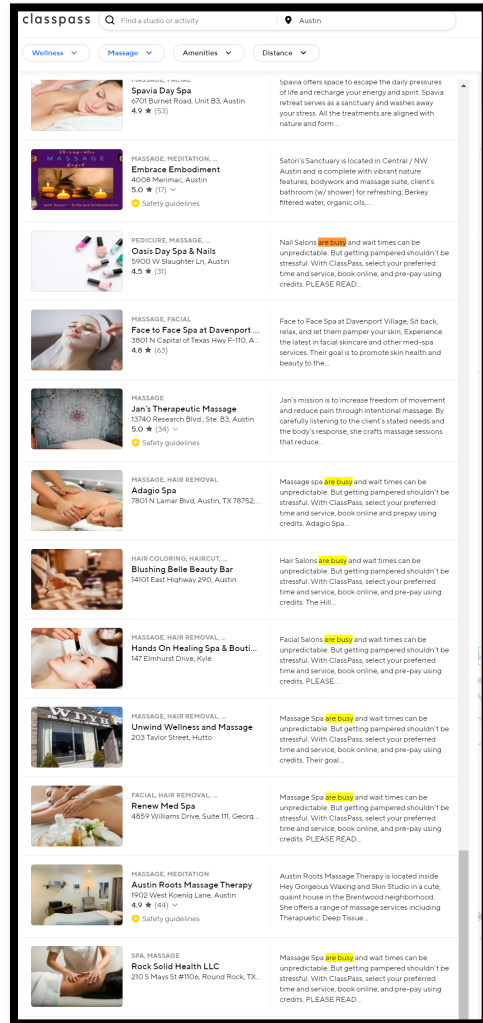 classpass
Find a studio or activity
Austin
Wellness
Massage
Amenities
Distance
MASSAGE, FACIAL
Spavia Day Spa
6701 Burnet Road, Unit B3, Austin
4.9 ★ (53)
Spavia offers space to escape the daily pressures
of life and recharge your energy and spirit. Spavia
retreat serves as a sanctuary and washes away
your stress. All the treatments are aligned with
nature and form...
Therapeutic
MASSAGE
MASSAGE, MEDITATION, ...
Embrace Embodiment
4008 Merimac, Austin
5.0 ★ (17)
Safety guidelines
with Satori - Embrace Embodiment
Satori's Sanctuary is located in Central / NW
Austin and is complete with vibrant nature
features, bodywork and massage suite, client's
bathroom (w/ shower) for refreshing, Berkey
filtered water, organic oils,...
PEDICURE, MASSAGE, ...
Oasis Day Spa & Nails
5900 W Slaughter Ln, Austin
4.5 ★ (31)
Nail Salons are busy and wait times can be
unpredictable. But getting pampered shouldn't be
stressful. With ClassPass, select your preferred
time and service, book online, and pre-pay using
credits. PLEASE READ...
MASSAGE, FACIAL
Face to Face Spa at Davenport ...
3801 N Capital of Texas Hwy F-110, A...
4.8 ★ (63)
Face to Face Spa at Davenport Village, Sit back,
relax, and let them pamper your skin, Experience
the latest in facial skincare and other med-spa
services. Their goal is to promote skin health and
beauty to the...
MASSAGE
Jan's Therapeutic Massage
13740 Research Blvd., Ste. B3, Austin
5.0 ★ (34)
Safety guidelines
Jan's mission is to increase freedom of movement
and reduce pain through intentional massage. By
carefully listening to the client's stated needs and
the body's response, she crafts massage sessions
that reduce...
MASSAGE, HAIR REMOVAL
Adagio Spa
7801 N Lamar Blvd, Austin, TX 78752,...
Massage spa are busy and wait times can be
unpredictable. But getting pampered shouldn't be
stressful. With ClassPass, select your preferred
time and service, book online and prepay using
credits. Adagio Spa...
HAIR COLORING, HAIRCUT, ...
Blushing Belle Beauty Bar
14101 East Highway 290, Austin
Hair Salons are busy and wait times can be
unpredictable. But getting pampered shouldn't be
stressful. With ClassPass, select your preferred
time and service, book online, and pre-pay using
credits. The Hill...
MASSAGE, HAIR REMOVAL, ...
Hands On Healing Spa & Bouti...
147 Elmhurst Drive, Kyle
Facial Salons are busy and wait times can be
unpredictable. But getting pampered shouldn't be
stressful. With ClassPass, select your preferred
time and service, book online, and pre-pay using
credits. PLEASE...
WDYH
MASSAGE, HAIR REMOVAL, ...
Unwind Wellness and Massage
203 Taylor Street, Hutto
Massage Spa are busy and wait times can be
unpredictable. But getting pampered shouldn't be
stressful. With ClassPass, select your preferred
time and service, book online, and pre-pay using
credits. Their goal...
FACIAL, HAIR REMOVAL, ...
Renew Med Spa
4859 Williams Drive, Suite 111, Georg...
Massage Spa are busy and wait times can be
unpredictable. But getting pampered shouldn't be
stressful. With ClassPass, select your preferred
time and service, book online, and pre-pay using
credits. PLEASE READ...
MASSAGE, MEDITATION
Austin Roots Massage Therapy
1902 West Koenig Lane, Austin
4.9 ★ (44)
Safety guidelines
Austin Roots Massage Therapy is located inside
Hey Gorgeous Waxing and Skin Studio in a cute,
quaint house in the Brentwood neighborhood.
She offers a range of massage services including
Therapuetic Deep Tissue...
SPA, MASSAGE
Rock Solid Health LLC
210 S Mays St #1106, Round Rock, TX...
Massage Spa are busy and wait times can be
unpredictable. But getting pampered shouldn't be
stressful. With ClassPass, select your preferred
time and service, book online, and pre-pay using
credits. PLEASE READ...